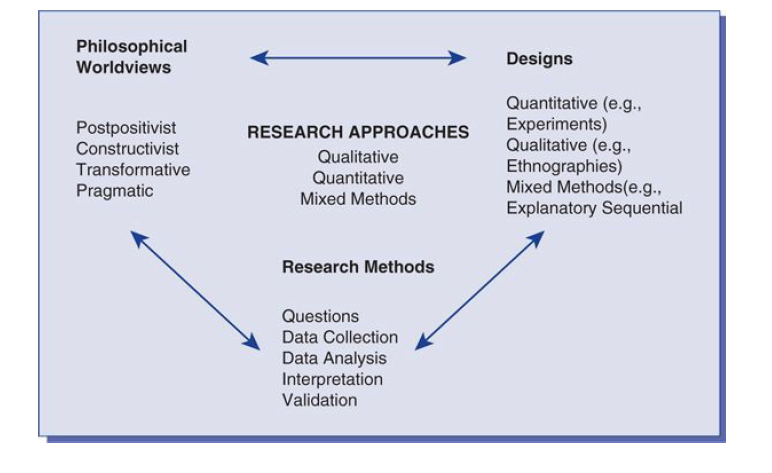 Philosophical
Worldviews
Postpositivist
Constructivist
Transformative
Pragmatic
RESEARCH APPROACHES
Qualitative
Quantitative
Mixed Methods
Designs
Quantitative (e.g.,
Experiments)
Qualitative (e.g.,
Ethnographies)
Mixed Methods(e.g.,
Explanatory Sequential
Research Methods
Questions
Data Collection
Data Analysis
Interpretation
Validation